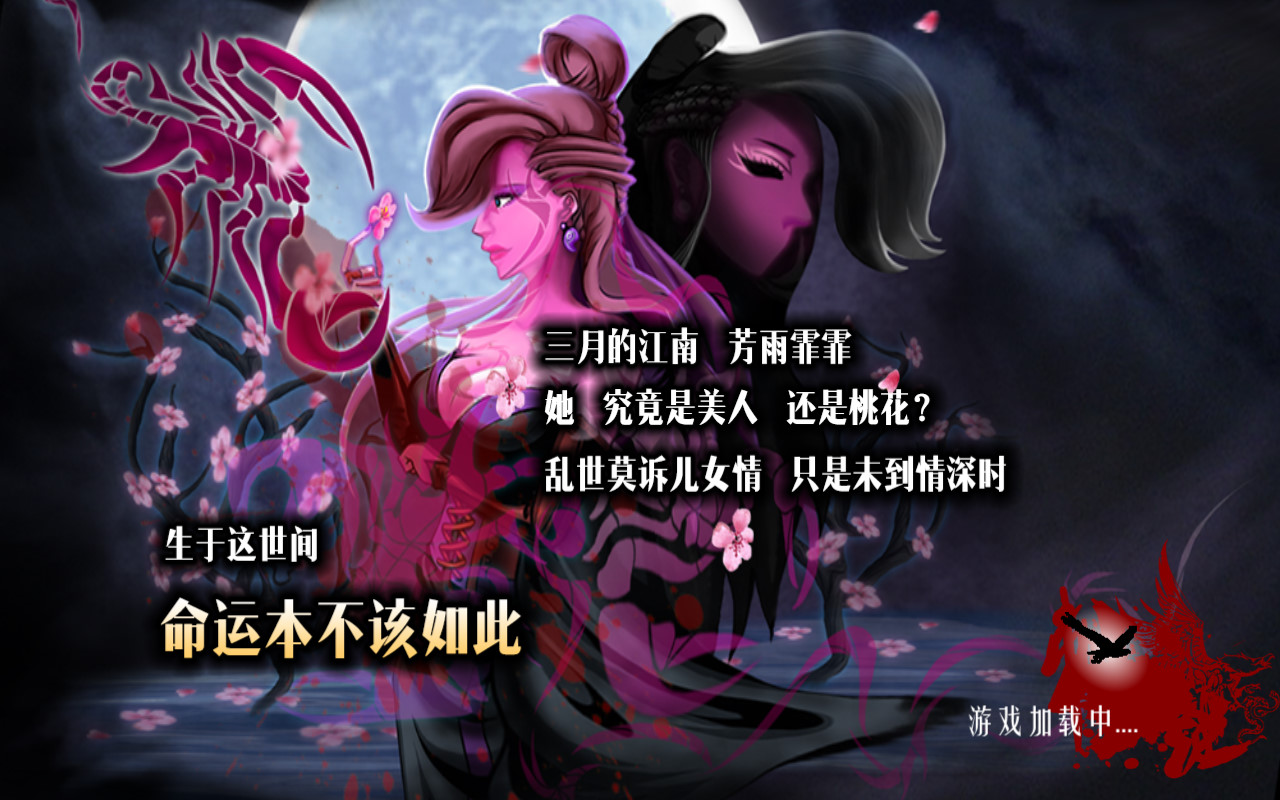 三月的江南 芳雨霏霏
她 究竟是美人 还是桃花？
乱世莫诉儿女情 只是未到情深时
生于这世间
命运本不该如此
游戏加载中....